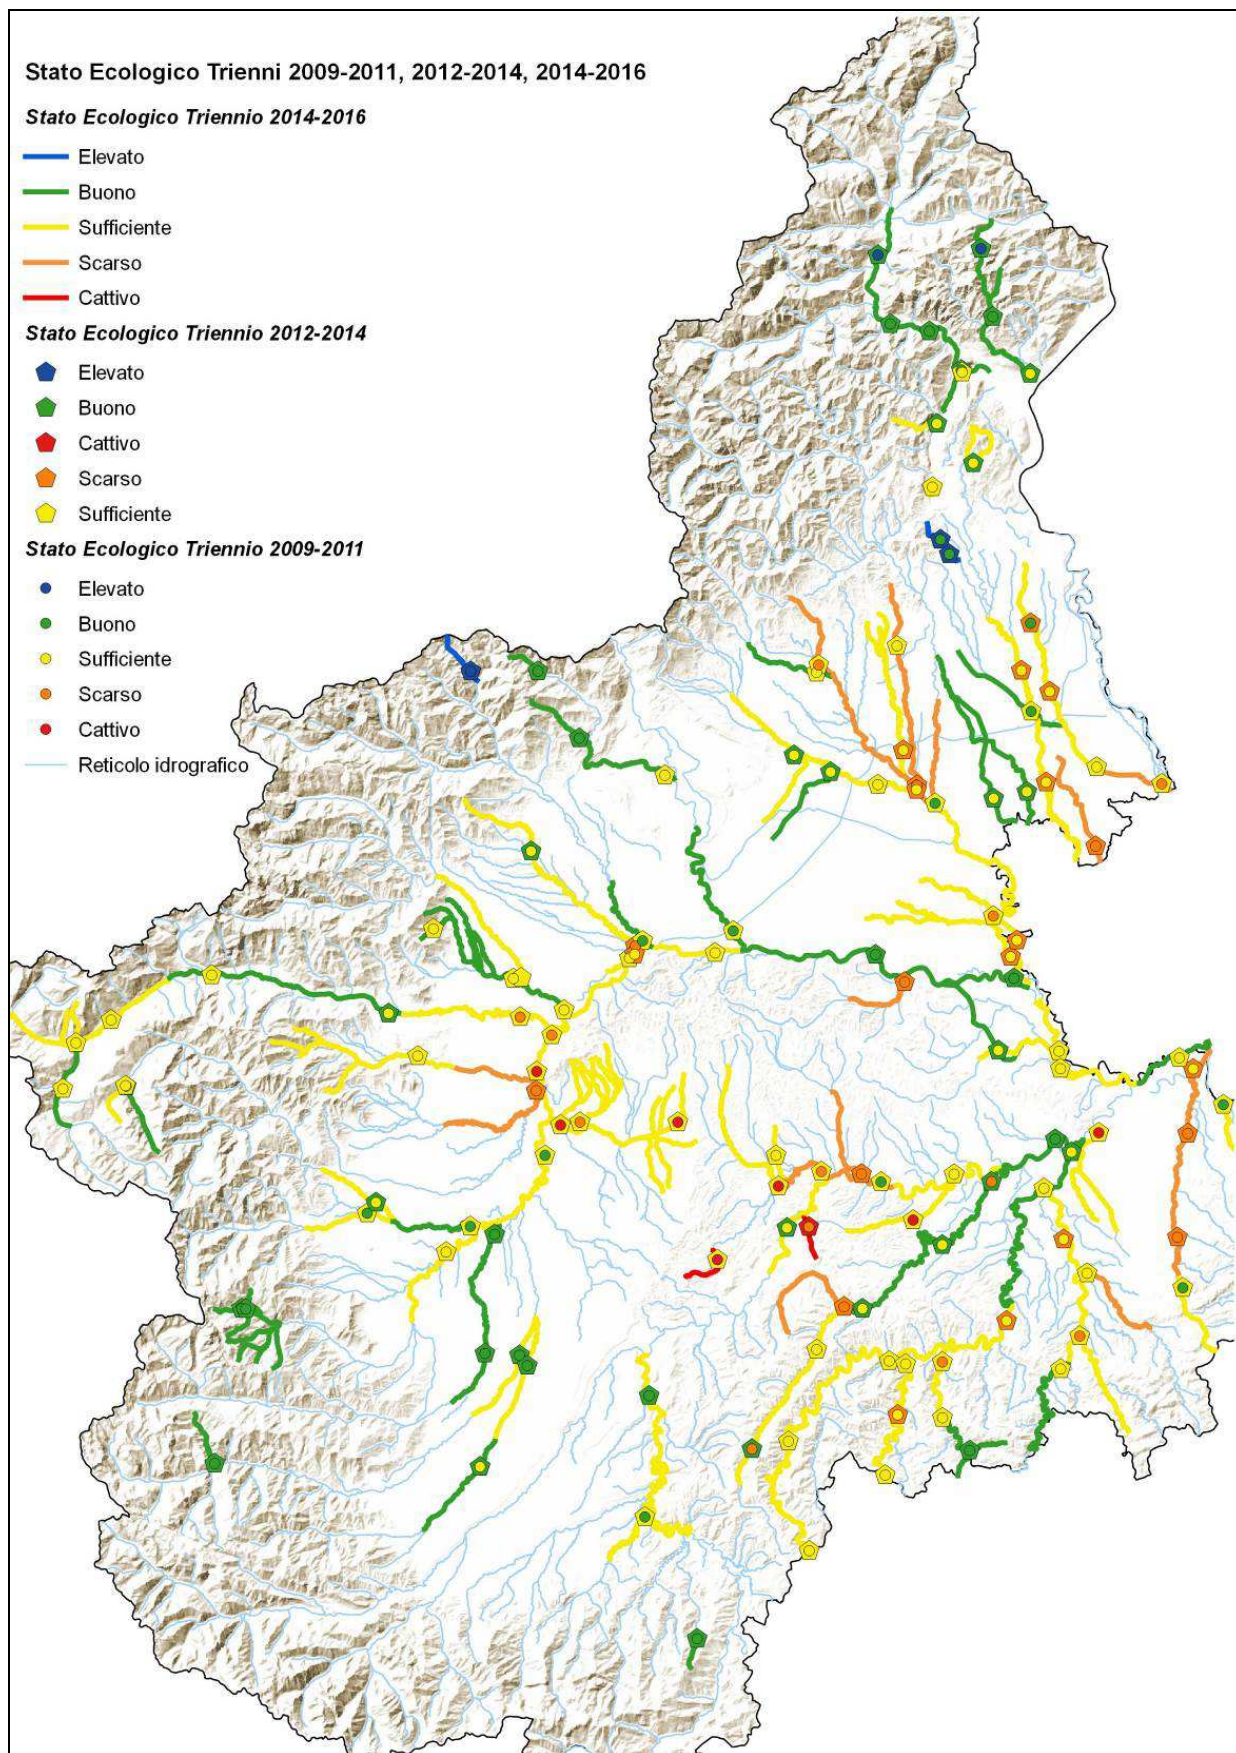 Stato Ecologico Trienni 2009-2011, 2012-2014, 2014-2016
Stato Ecologico Triennio 2014-2016
Elevato
Buono
Sufficiente
Scarso
Cattivo
Stato Ecologico Triennio 2012-2014
Elevato
Buono
Cattivo
Scarso
Sufficiente
Stato Ecologico Triennio 2009-2011
Elevato
Buono
Sufficiente
Scarso
Cattivo
Reticolo idrografico